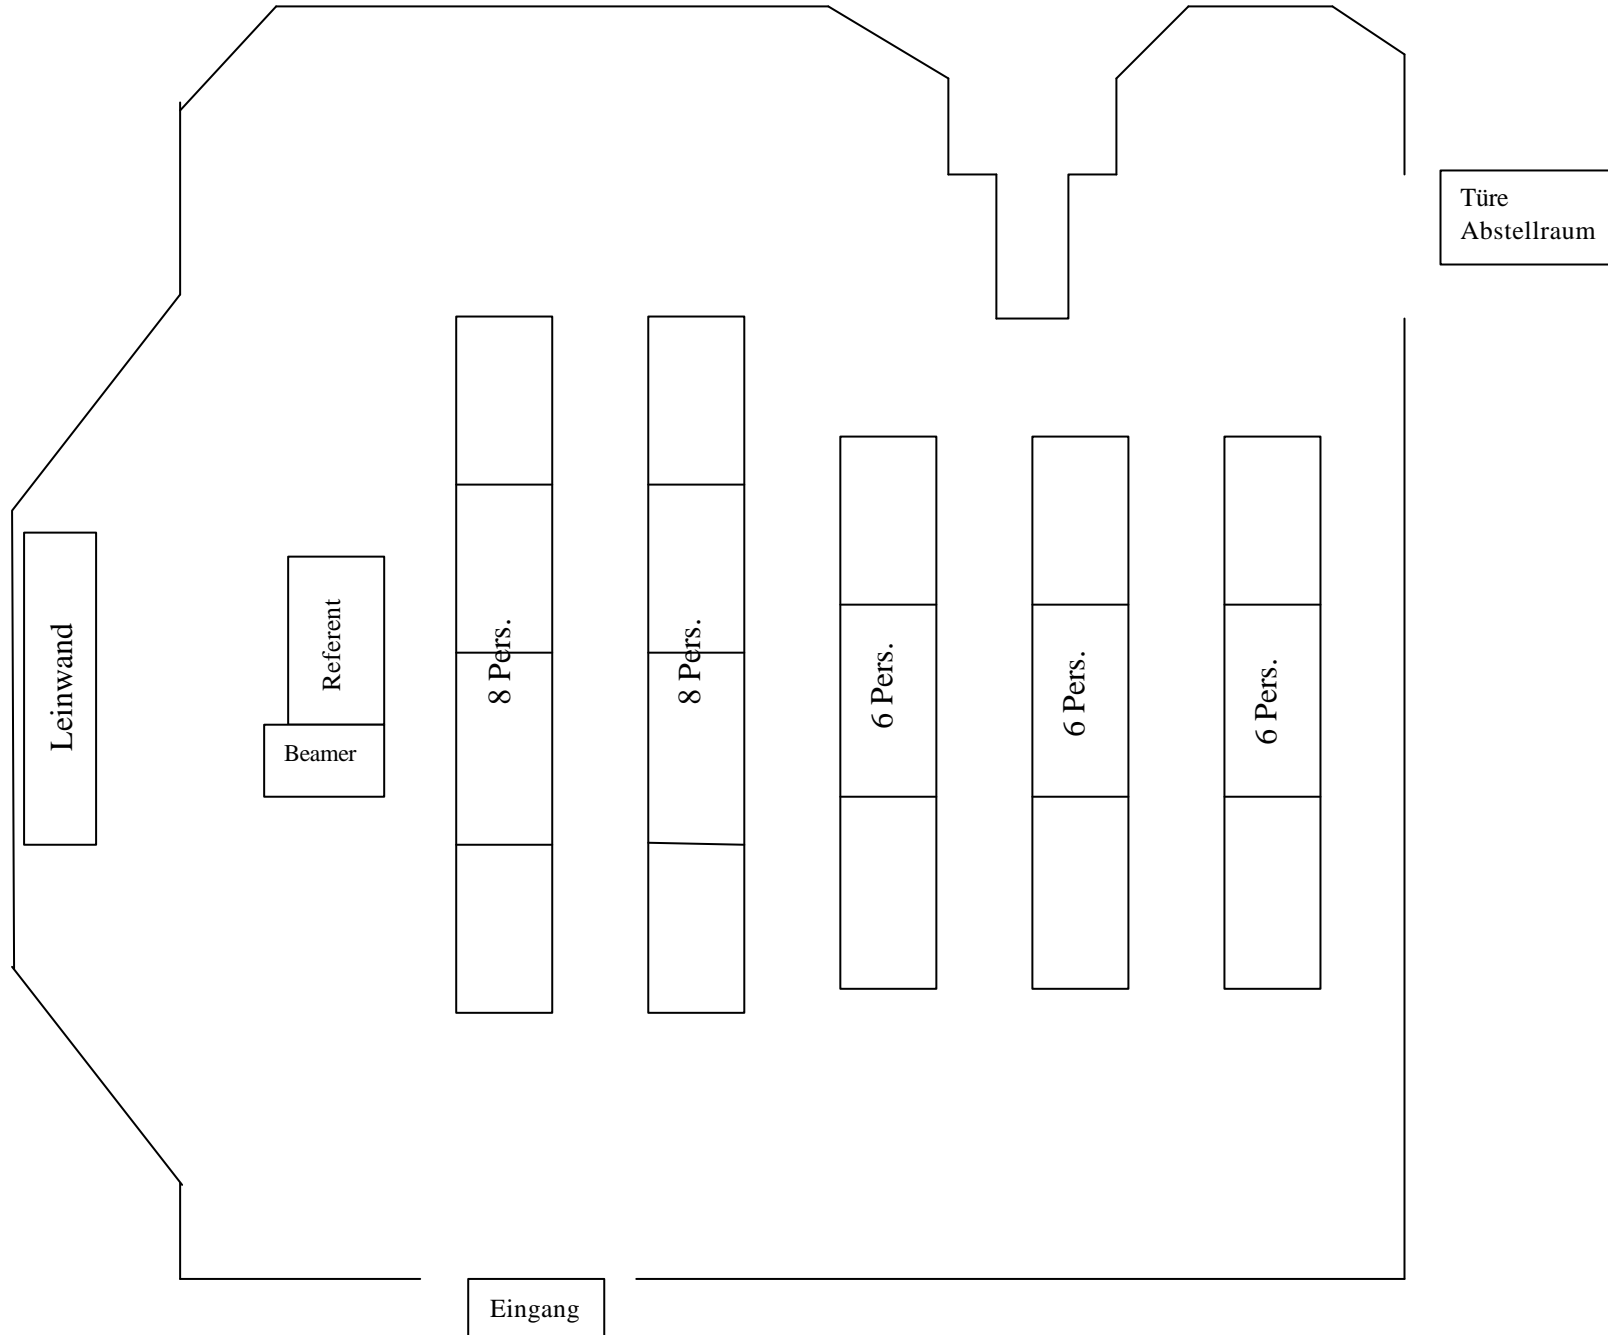 Türe
Abstellraum
Leinwand
Referent
Beamer
8 Pers.
8 Pers.
6 Pers.
6 Pers.
6 Pers.
Eingang